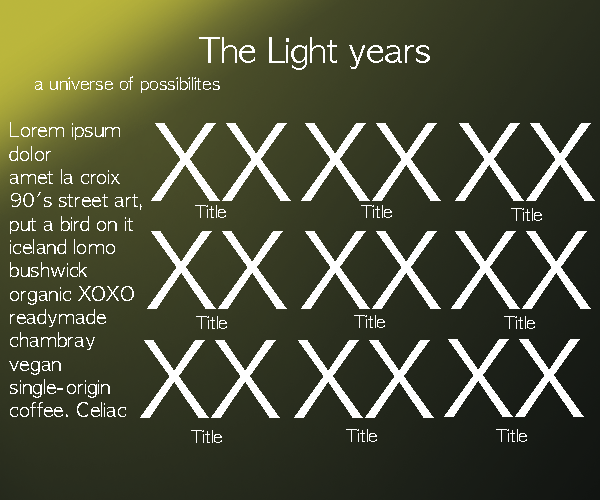 The Light years
a universe of possibilites
Lorem ipsum
dolor
amet la croix
90's street art,
put a bird on it
iceland lomo
bushwick
organic XOXO
readymade
chambray
vegan
single-origin
coffee. Celiac
XX XX XX
Title Title Title
XX XX XX
Title Title Title
XX XX XX
Title Title Title